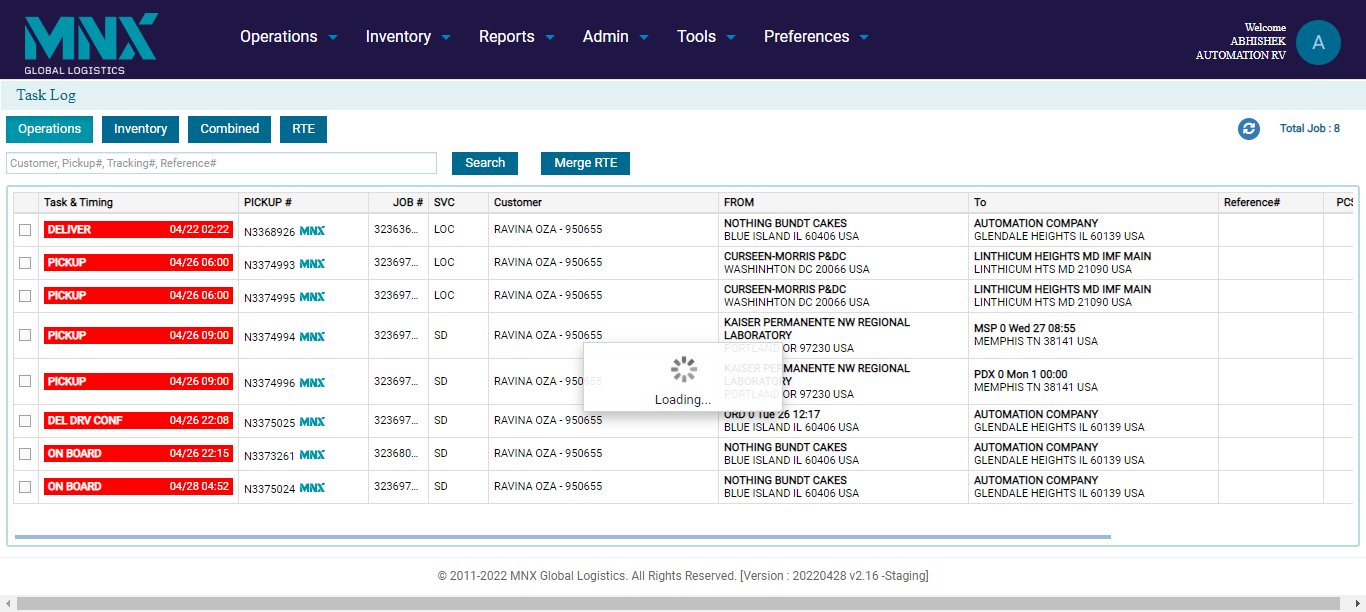 MNX
GLOBAL LOGISTICS
Operations Inventory Reports Admin Tools Preferences
Welcome
ABHISHEK
AUTOMATION RV
A
Task Log
Operations Inventory Combined RTE
Total Job : 8
Customer, Pickup#, Tracking#, Reference# Search Merge RTE
Task & Timing PICKUP # JOB # SVC Customer FROM To Reference# PCS
DELIVER 04/22 02:22 N3368926 MNX 323636... LOC RAVINA OZA - 950655 NOTHING BUNDT CAKES AUTOMATION COMPANY
BLUE ISLAND IL 60406 USA GLENDALE HEIGHTS IL 60139 USA
PICKUP 04/26 06:00 N3374993 MNX 323697... LOC RAVINA OZA - 950655 CURSEEN-MORRIS P&DC LINTHICUM HEIGHTS MD IMF MAIN
WASHINHTON DC 20066 USA LINTHICUM HTS MD 21090 USA
PICKUP 04/26 06:00 N3374995 MNX 323697... LOC RAVINA OZA - 950655 CURSEEN-MORRIS P&DC LINTHICUM HEIGHTS MD IMF MAIN
WASHINHTON DC 20066 USA LINTHICUM HTS MD 21090 USA
PICKUP 04/26 09:00 N3374994 MNX 323697... SD RAVINA OZA - 950655 KAISER PERMANENTE NW REGIONAL
LABORATORY
PORTLAND OR 97230 USA MSP 0 Wed 27 08:55
MEMPHIS TN 38141 USA
PICKUP 04/26 09:00 N3374996 MNX 323697... SD RAVINA OZA - 950655 KAISER PERMANENTE NW REGIONAL
LABORATORY
PORTLAND OR 97230 USA PDX 0 Mon 1 00:00
MEMPHIS TN 38141 USA
Loading...
DEL DRV CONF 04/26 22:08 N3375025 MNX 323697... SD RAVINA OZA - 950655 ORD 0 Tue 26 12:17 AUTOMATION COMPANY
BLUE ISLAND IL 60406 USA GLENDALE HEIGHTS IL 60139 USA
ON BOARD 04/26 22:15 N3373261 MNX 323680... SD RAVINA OZA - 950655 NOTHING BUNDT CAKES AUTOMATION COMPANY
BLUE ISLAND IL 60406 USA GLENDALE HEIGHTS IL 60139 USA
ON BOARD 04/28 04:52 N3375024 MNX 323697... SD RAVINA OZA - 950655 NOTHING BUNDT CAKES AUTOMATION COMPANY
BLUE ISLAND IL 60406 USA GLENDALE HEIGHTS IL 60139 USA
© 2011-2022 MNX Global Logistics. All Rights Reserved. [Version : 20220428 v2.16 -Staging]